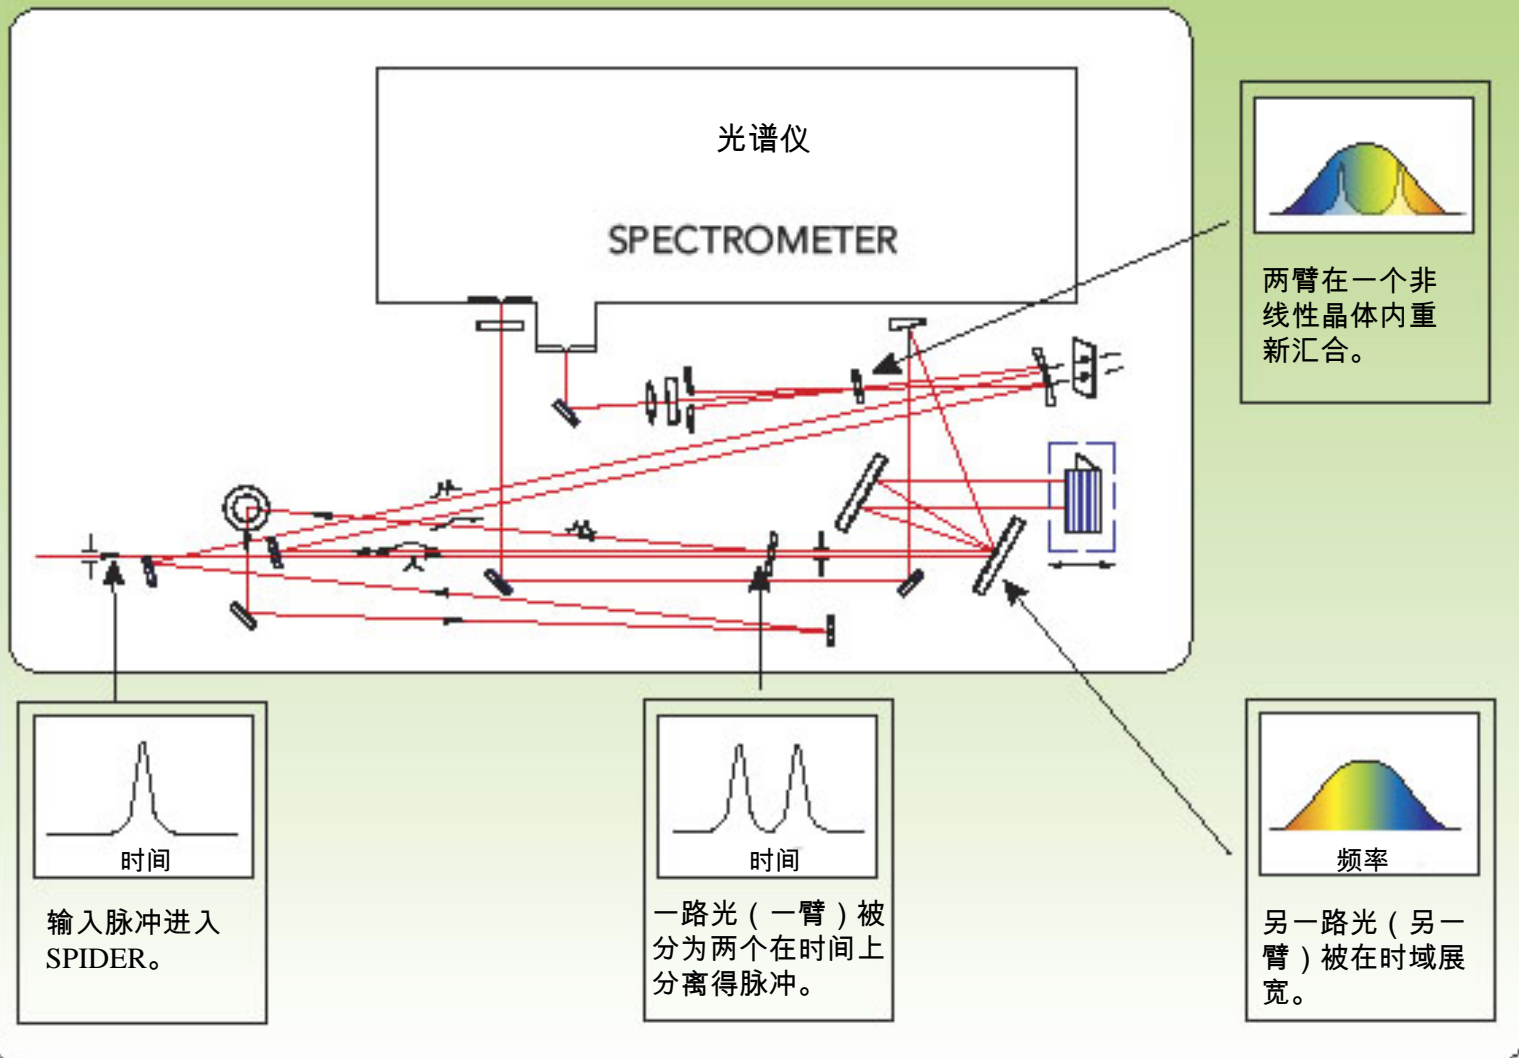 光谱仪
SPECTROMETER
两臂在一个非
线性晶体内重
新汇合。
时间
输入脉冲进入
SPIDER。
时间
一路光（一臂）被
分为两个在时间上
分离得脉冲。
频率
另一路光（另一
臂）被在时域展
宽。